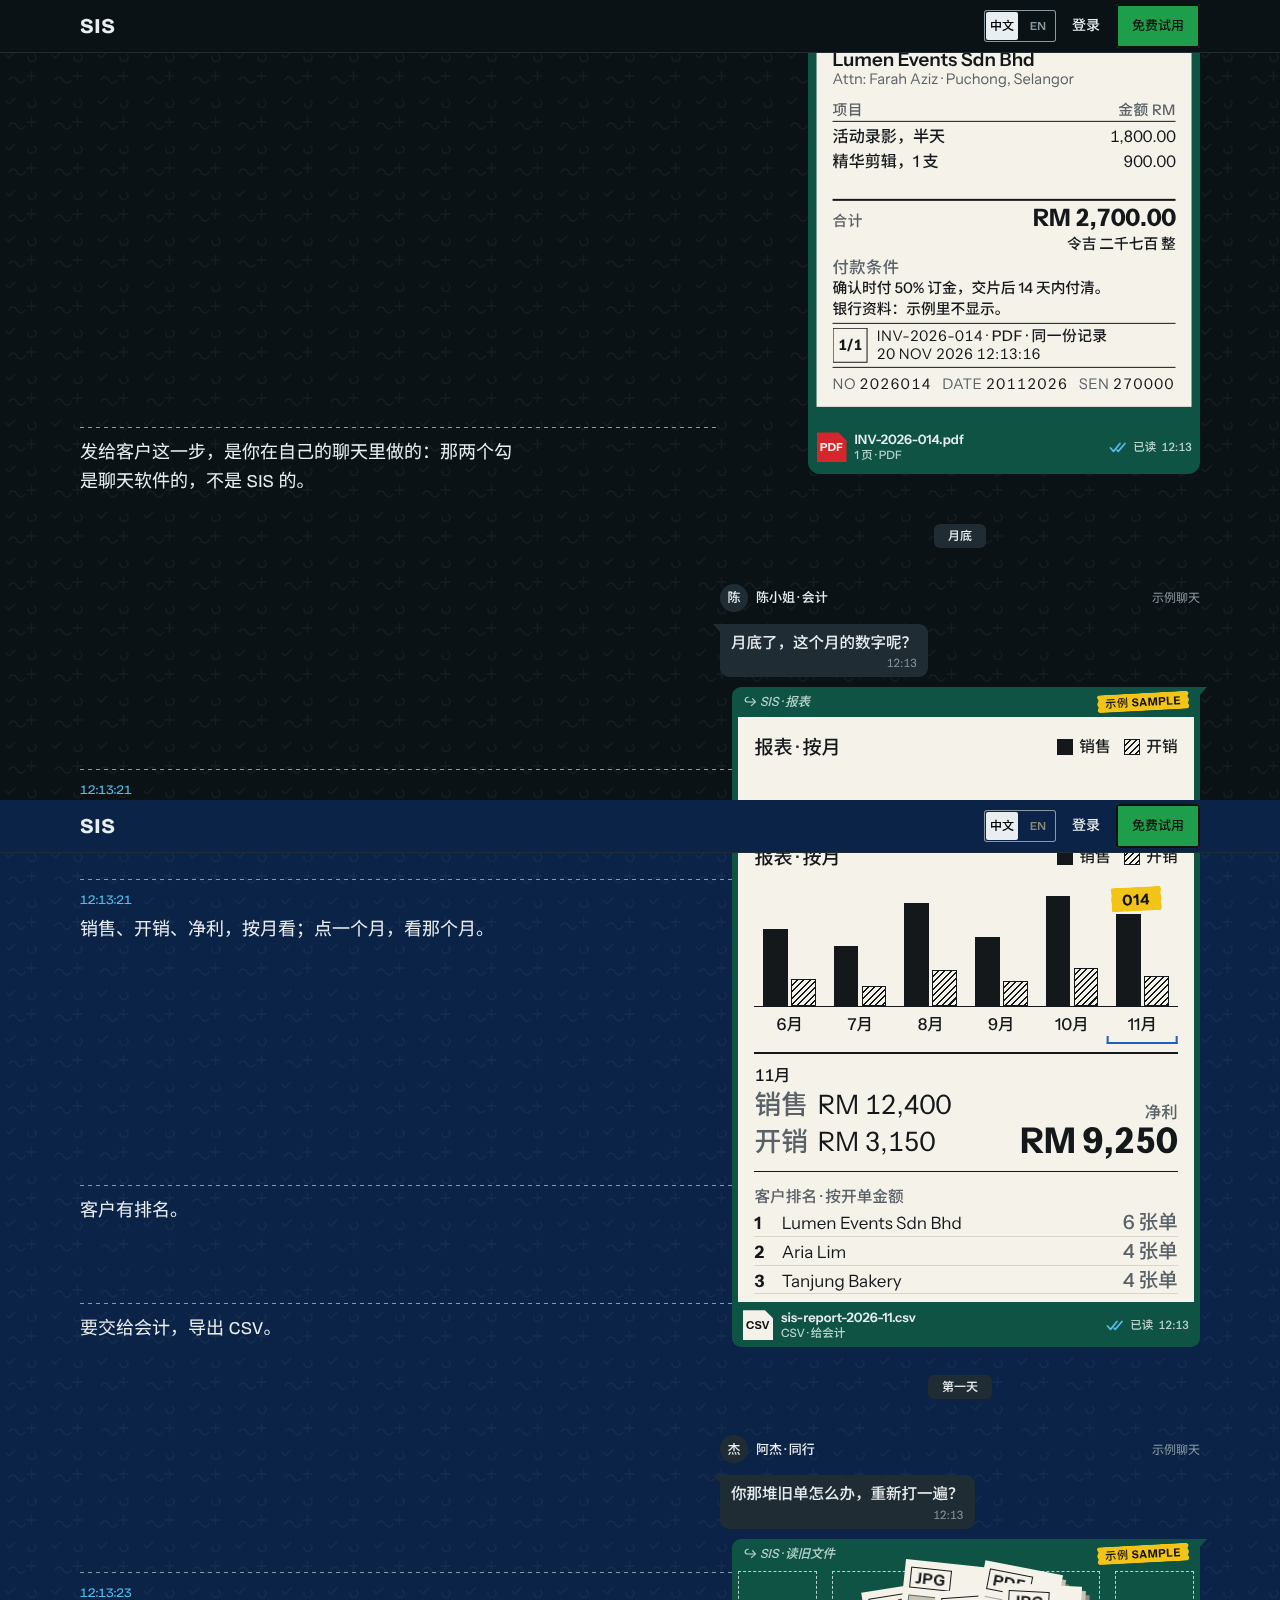 SIS
中文 EN 登录 免费试用
Lumen Events Sdn Bhd
Attn: Farah Aziz · Puchong, Selangor
项目 金额 RM
活动录影，半天 1,800.00
精华剪辑，1 支 900.00
合计 RM 2,700.00
令吉 二千七百 整
付款条件
确认时付 50% 订金，交片后 14 天内付清。
银行资料：示例里不显示。
1/1
INV-2026-014 · PDF · 同一份记录
20 NOV 2026 12:13:16
NO 2026014 DATE 20112026 SEN 270000
PDF
INV-2026-014.pdf
1 页 · PDF
已读 12:13
发给客户这一步，是你在自己的聊天里做的：那两个勾
是聊天软件的，不是 SIS 的。
月底
陈 陈小姐 · 会计 示例聊天
月底了，这个月的数字呢？
12:13
SIS · 报表 示例 SAMPLE
报表 · 按月 销售 开销
12:13:21
SIS
中文 EN 登录 免费试用
报表 · 按月 销售 开销
12:13:21
销售、开销、净利，按月看；点一个月，看那个月。
014
6月 7月 8月 9月 10月 11月
11月
销售 RM 12,400
开销 RM 3,150
净利
RM 9,250
客户有排名。
客户排名 · 按开单金额
1 Lumen Events Sdn Bhd 6 张单
2 Aria Lim 4 张单
3 Tanjung Bakery 4 张单
要交给会计，导出 CSV。
CSV
sis-report-2026-11.csv
CSV · 给会计
已读 12:13
第一天
杰 阿杰 · 同行 示例聊天
你那堆旧单怎么办，重新打一遍？
12:13
SIS · 读旧文件 示例 SAMPLE
JPG
12:13:23